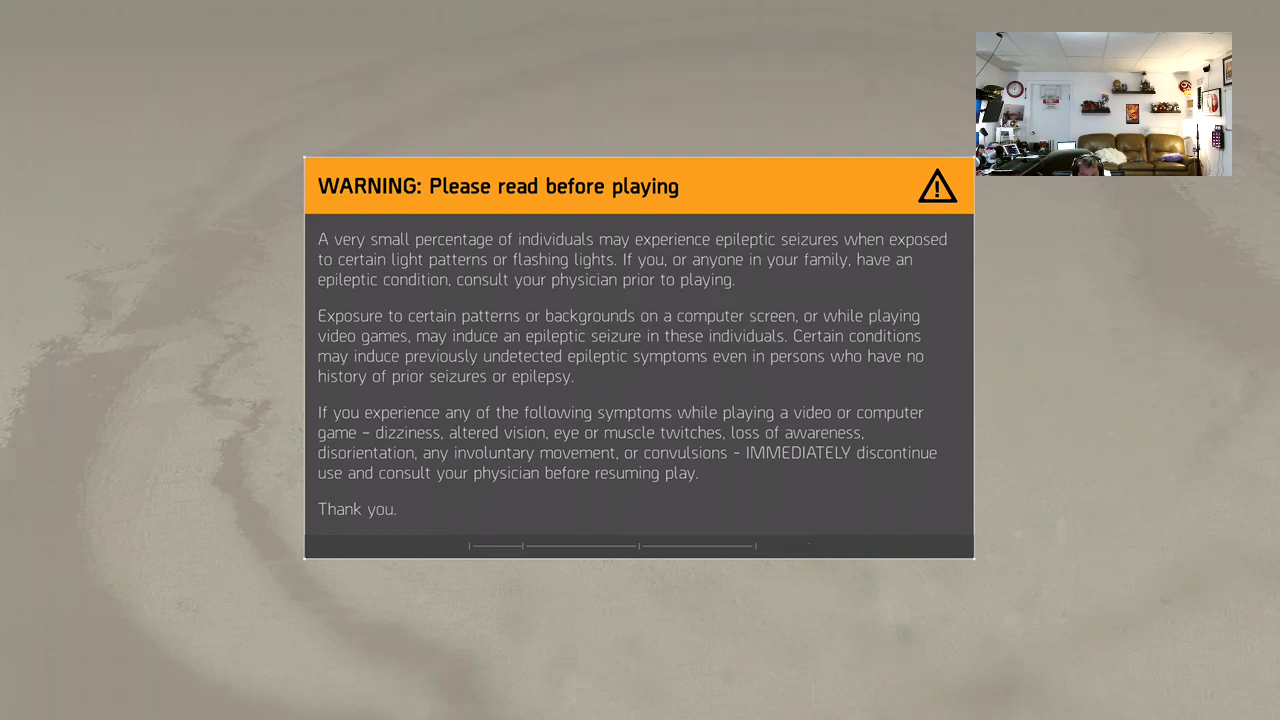 WARNING: Please read before playing
A very small percentage of individuals may experience epileptic seizures when exposed
to certain light patterns or flashing lights. If you, or anyone in your family, have an
epileptic condition, consult your physician prior to playing.
Exposure to certain patterns or backgrounds on a computer screen, or while playing
video games, may induce an epileptic seizure in these individuals. Certain conditions
may induce previously undetected epileptic symptoms even in persons who have no
history of prior seizures or epilepsy.
If you experience any of the following symptoms while playing a video or computer
game – dizziness, altered vision, eye or muscle twitches, loss of awareness,
disorientation, any involuntary movement, or convulsions - IMMEDIATELY discontinue
use and consult your physician before resuming play.
Thank you.